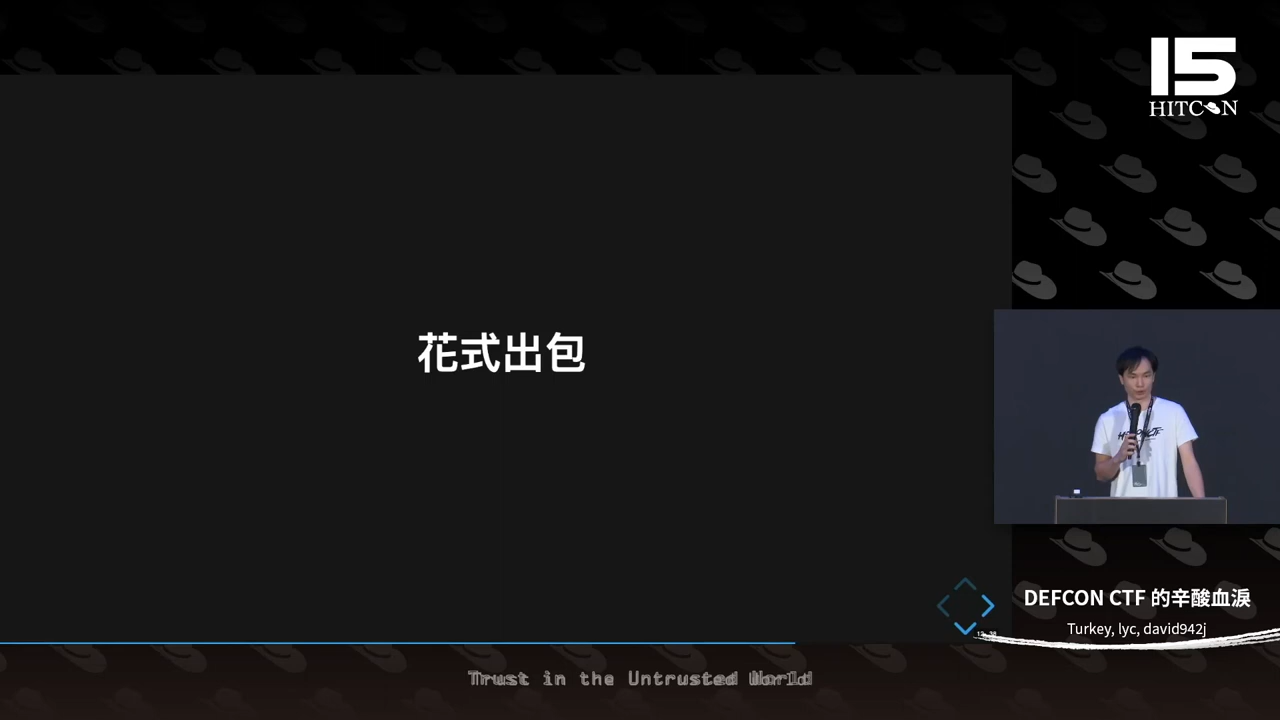 15
HITCON
花式出包
DEFCON CTF 的辛酸血淚
Turkey, lyc, david942j
Trust in the Untrusted World